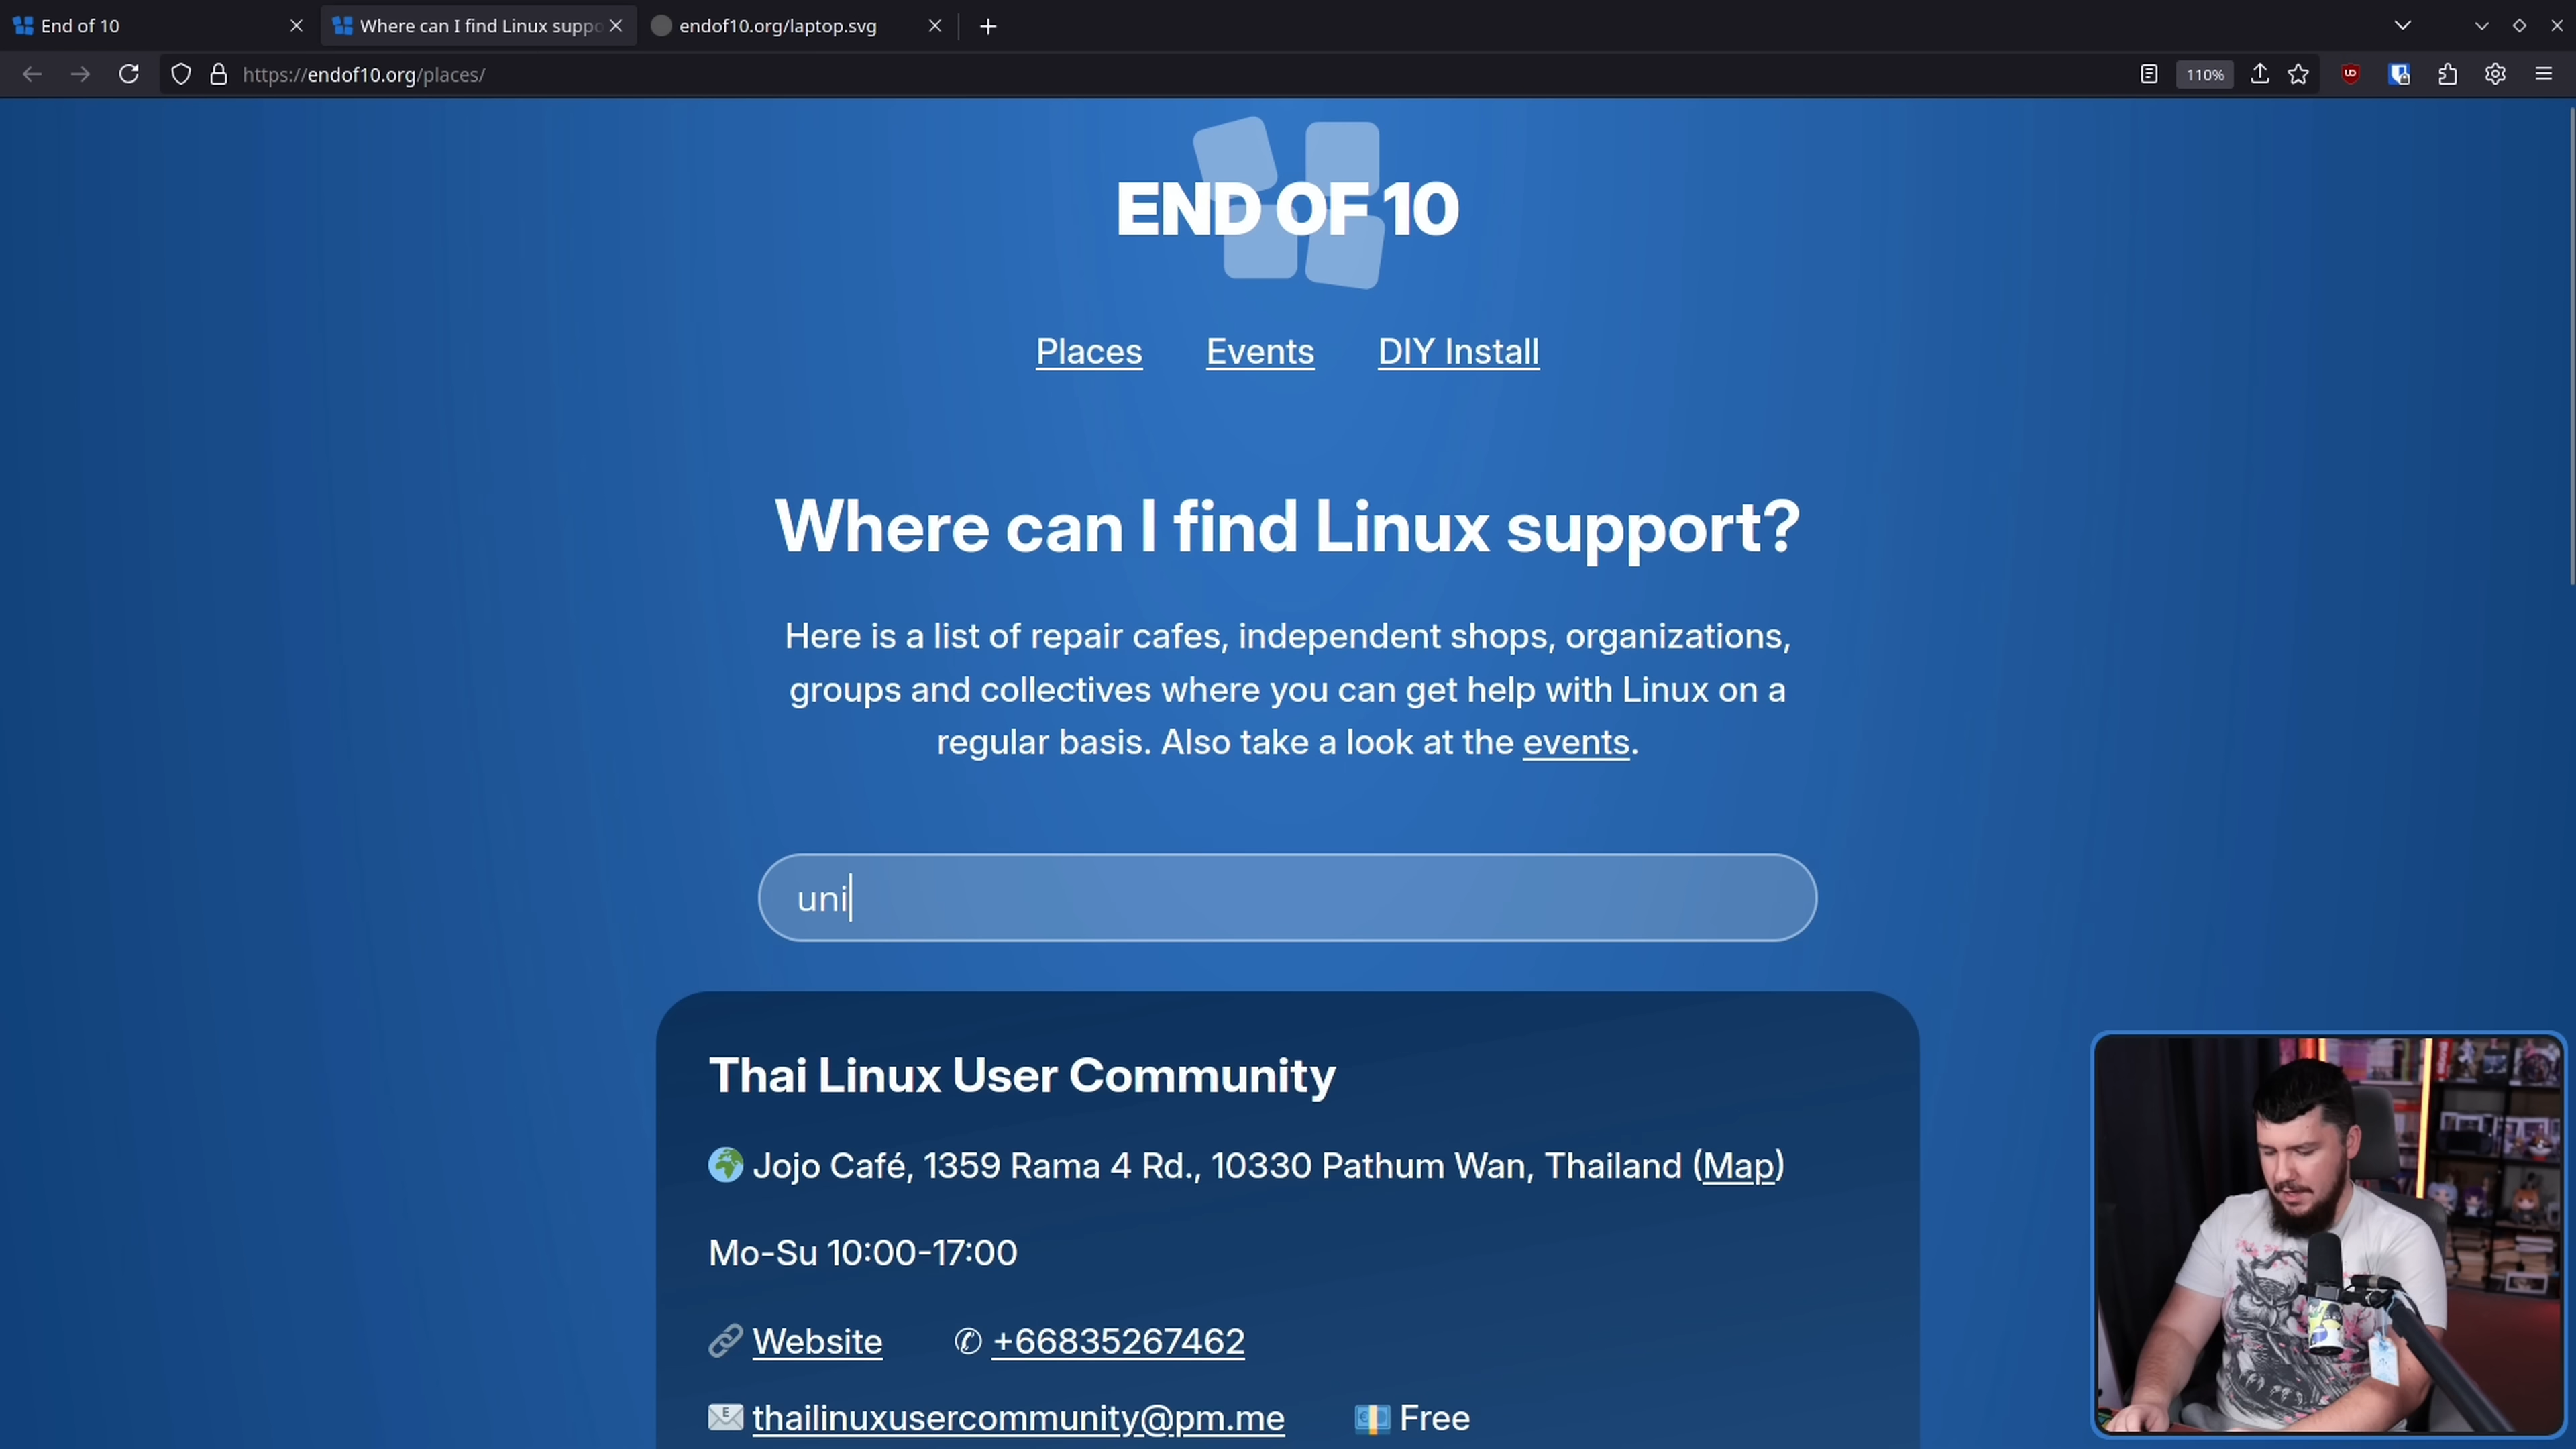 End of 10
Where can I find Linux suppo
endof10.org/laptop.svg
https://endof10.org/places/
110%
END OF 10
Places Events DIY Install
Where can I find Linux support?
Here is a list of repair cafes, independent shops, organizations,
groups and collectives where you can get help with Linux on a
regular basis. Also take a look at the events.
uni
Thai Linux User Community
Jojo Café, 1359 Rama 4 Rd., 10330 Pathum Wan, Thailand (Map)
Mo-Su 10:00-17:00
Website +66835267462
thailinuxusercommunity@pm.me Free